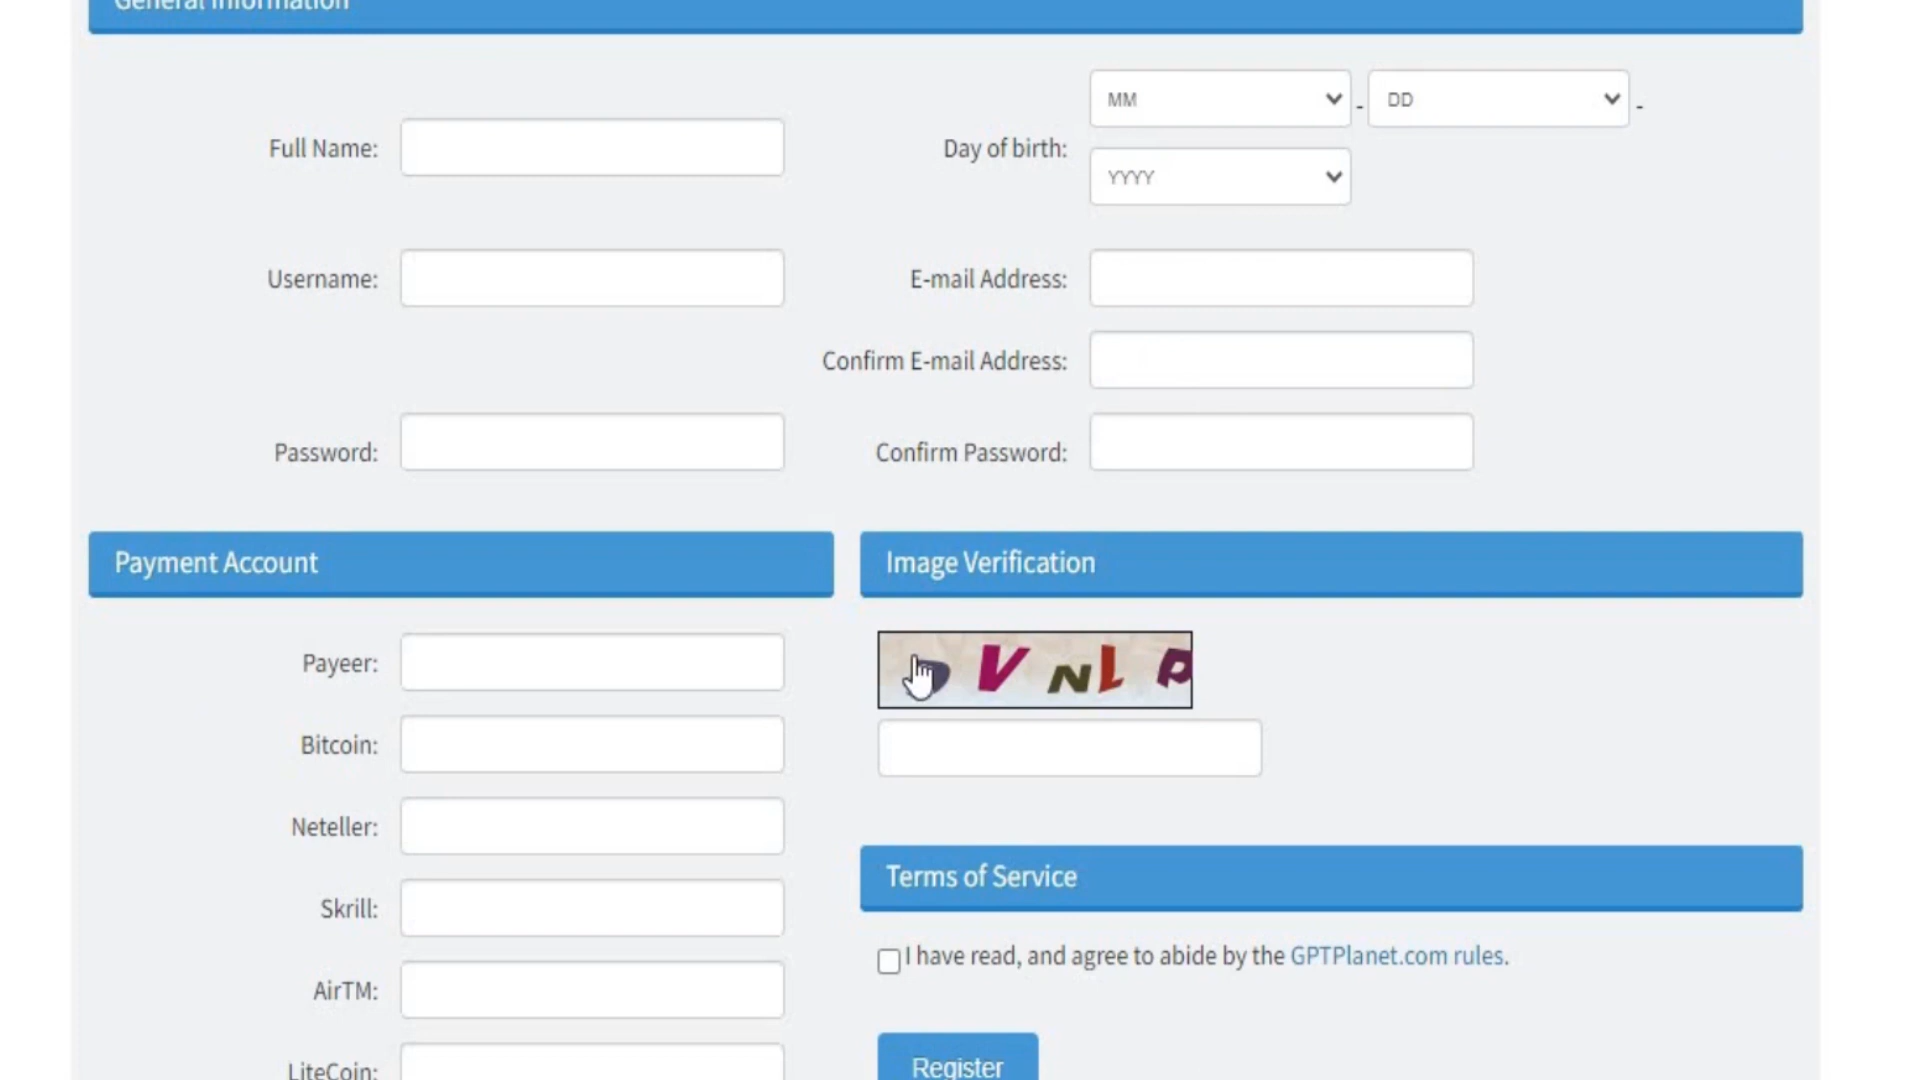 General Information
MM - DD -
Full Name:
Day of birth:
YYYY
Username:
E-mail Address:
Confirm E-mail Address:
Password:
Confirm Password:
Payment Account
Image Verification
V N L P
Payeer:
Bitcoin:
Neteller:
Skrill:
AirTM:
LiteCoin:
Terms of Service
I have read, and agree to abide by the GPTPlanet.com rules.
Register